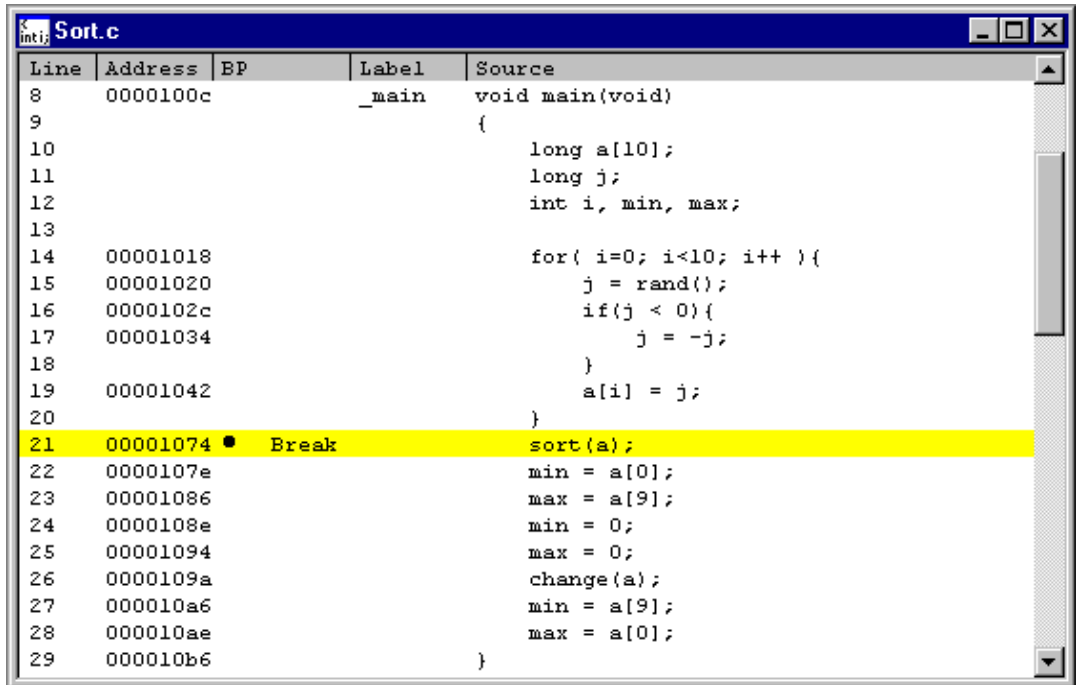 int i; Sort.c
Line Address BP Label Source
8 0000100c _main void main(void)
9 {
10 long a[10];
11 long j;
12 int i, min, max;
13
14 00001018 for( i=0; i<10; i++ ){
15 00001020 j = rand();
16 0000102c if(j < 0){
17 00001034 j = -j;
18 }
19 00001042 a[i] = j;
20 }
21 00001074 ● Break sort(a);
22 0000107e min = a[0];
23 00001086 max = a[9];
24 0000108e min = 0;
25 00001094 max = 0;
26 0000109a change(a);
27 000010a6 min = a[9];
28 000010ae max = a[0];
29 000010b6 }